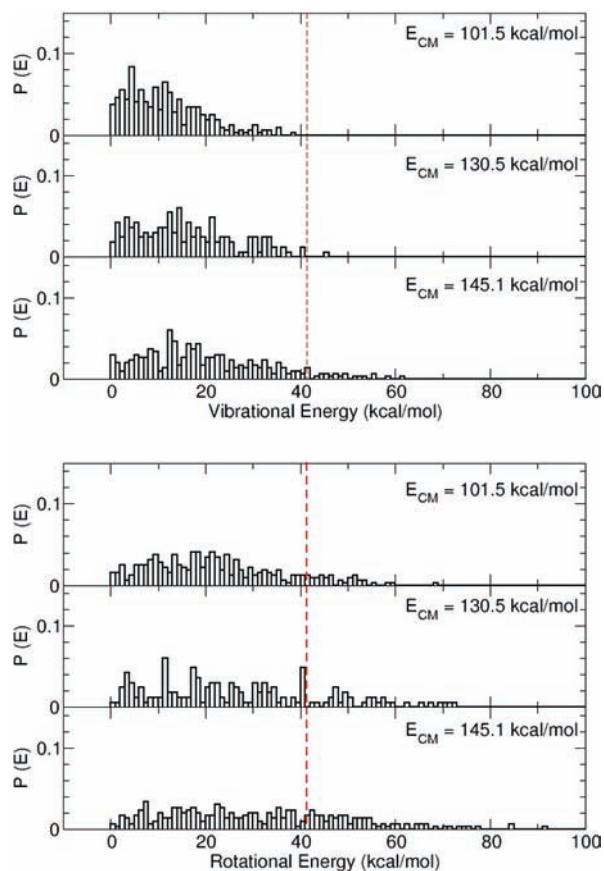 E_CM = 101.5 kcal/mol
0.1
P (E)
0
E_CM = 130.5 kcal/mol
0.1
P (E)
0
E_CM = 145.1 kcal/mol
0.1
P (E)
0
0 20 40 60 80 100
Vibrational Energy (kcal/mol)
E_CM = 101.5 kcal/mol
0.1
P (E)
0
E_CM = 130.5 kcal/mol
0.1
P (E)
0
E_CM = 145.1 kcal/mol
0.1
P (E)
0
0 20 40 60 80 100
Rotational Energy (kcal/mol)